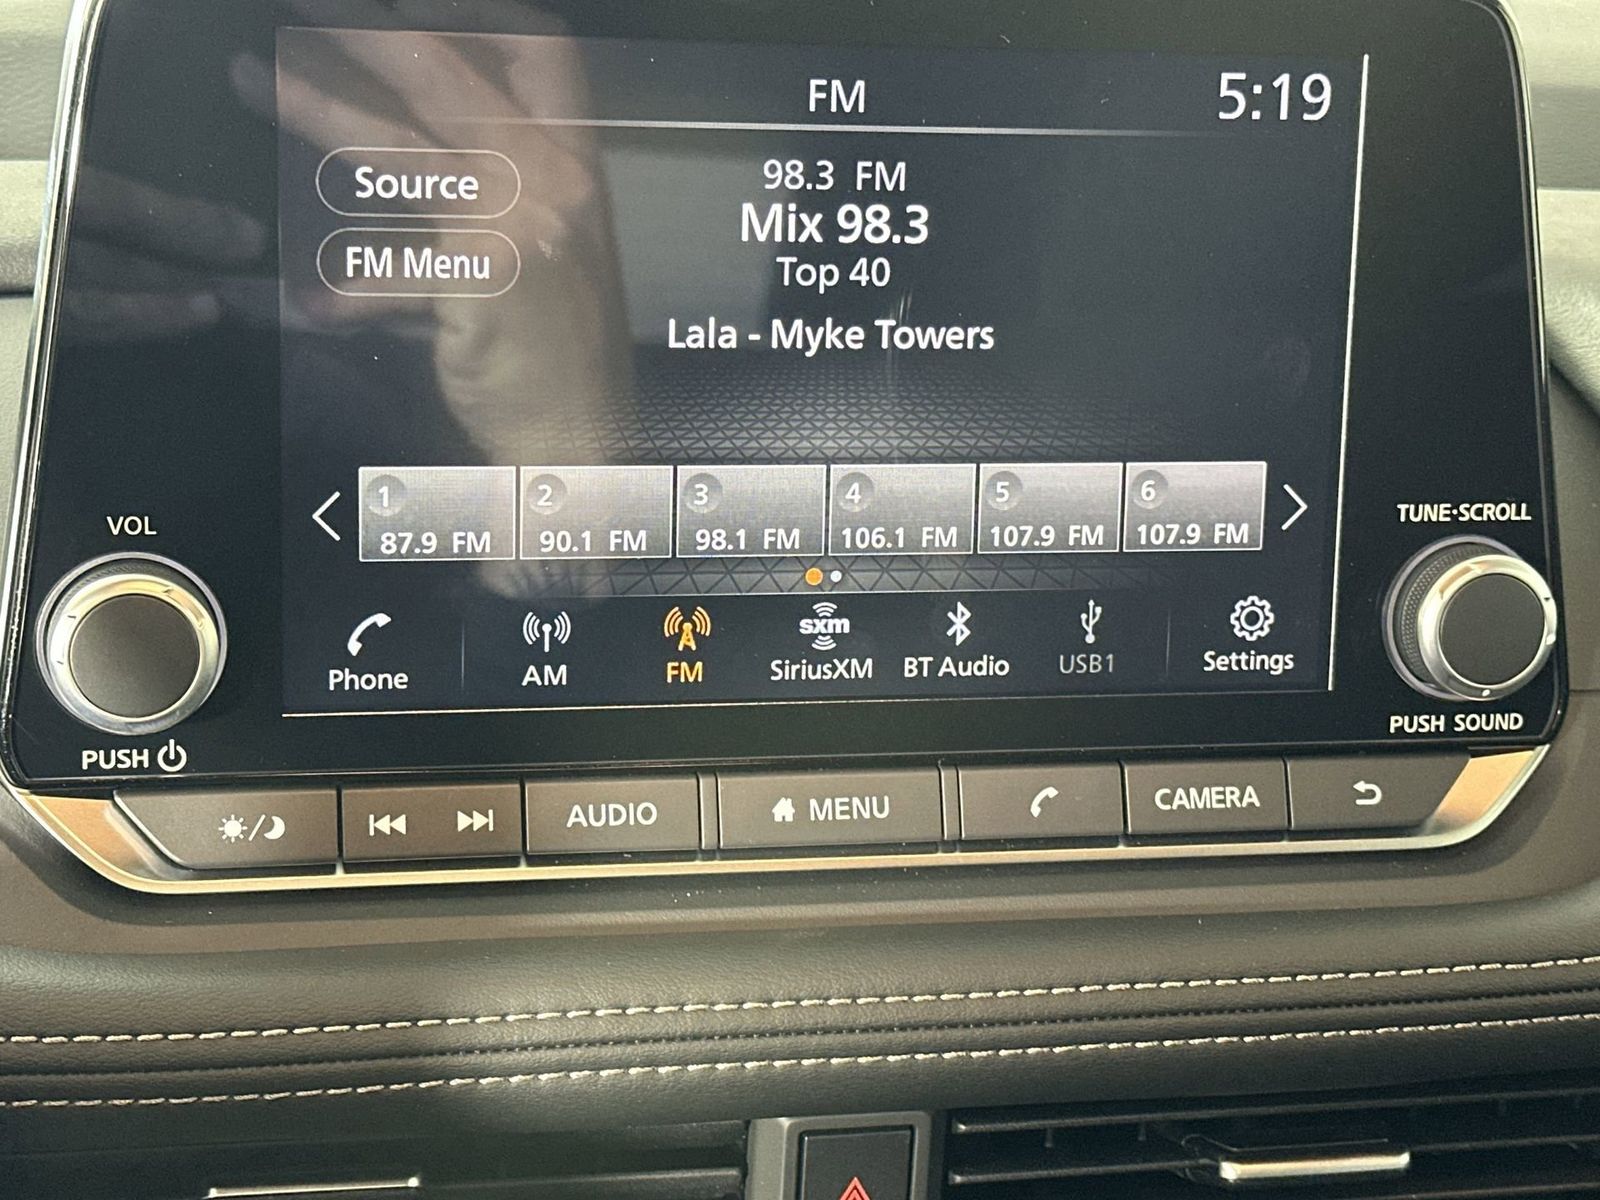 FM
5:19
Source
98.3 FM
Mix 98.3
FM Menu
Top 40
Lala - Myke Towers
1
2
3
4
5
6
87.9 FM
90.1 FM
98.1 FM
106.1 FM
107.9 FM
107.9 FM
VOL
TUNE·SCROLL
Phone
AM
FM
sxm
SiriusXM
BT Audio
USB1
Settings
PUSH
PUSH SOUND
AUDIO
MENU
CAMERA